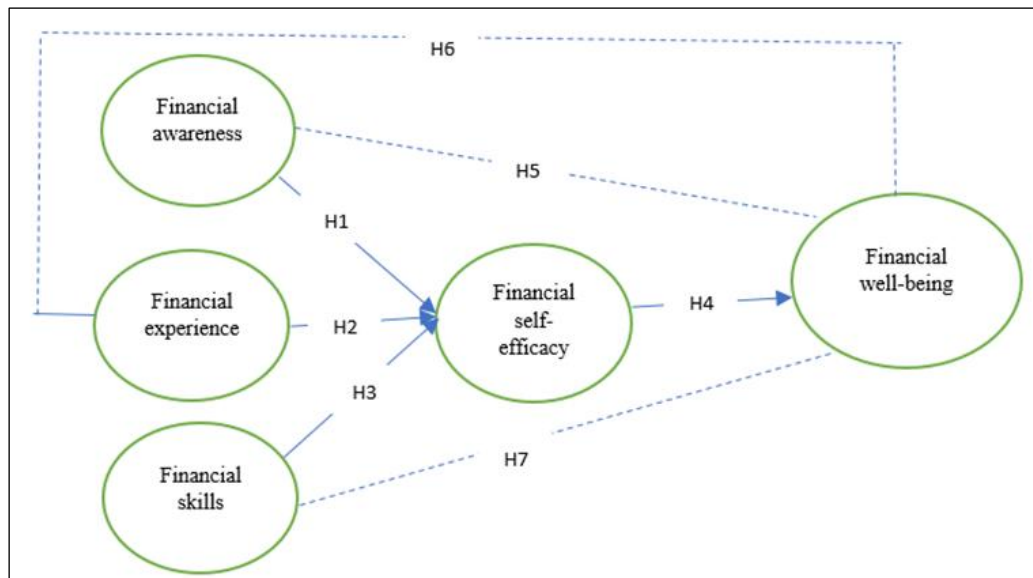 H6
Financial
awareness
H5
H1
Financial
well-being
Financial
experience
H2
Financial
self-
efficacy
H4
H3
Financial
skills
H7